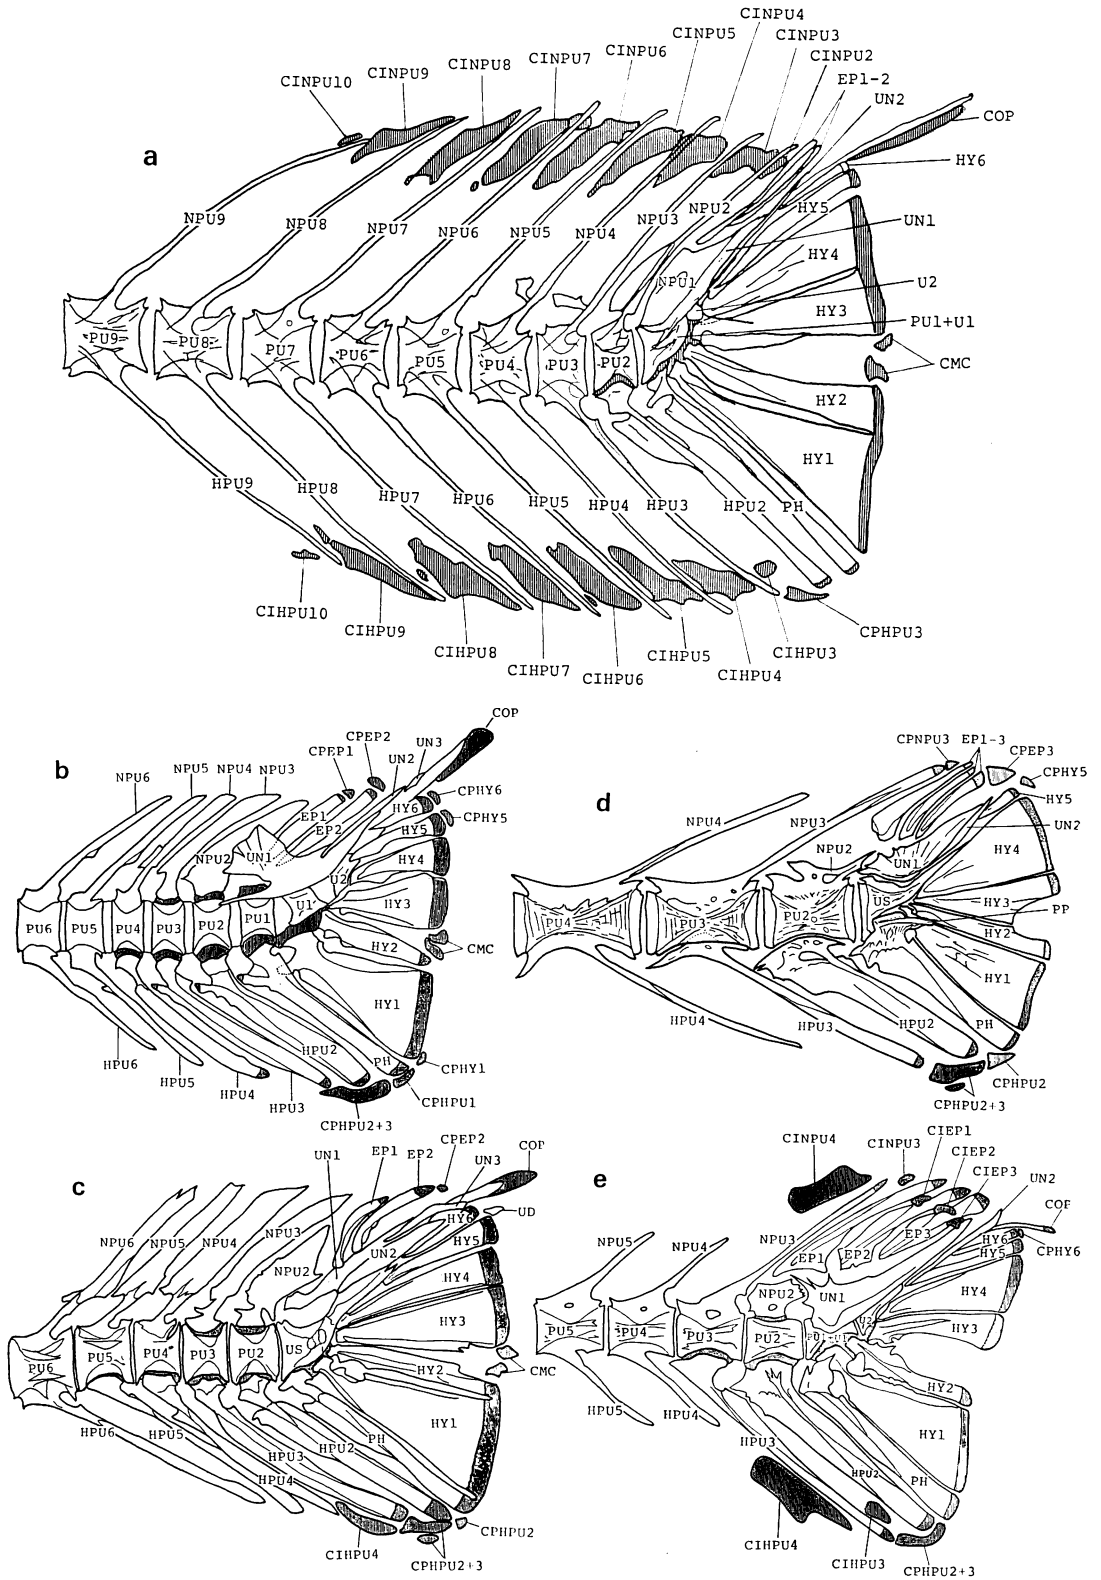 a
CINPU10
CINPU9
CINPU8
CINPU7
CINPU6
CINPU5
CINPU4
CINPU3
CINPU2
EP1-2
UN2
COP
HY6
NPU9
NPU8
NPU7
NPU6
NPU5
NPU4
NPU3
NPU2
HY5
UN1
HY4
NPU1
U2
HY3
PU1+U1
PU9
PU8
PU7
PU6
PU5
PU4
PU3
PU2
CMC
HY2
HY1
HPU9
HPU8
HPU7
HPU6
HPU5
HPU4
HPU3
HPU2
PH
CIHPU10
CIHPU9
CIHPU8
CIHPU7
CIHPU6
CIHPU5
CIHPU4
CIHPU3
CPHPU3
b
NPU6
NPU5
NPU4
NPU3
CPEP1
CPEP2
UN2
UN3
COP
CPHY6
HY6
CPHY5
HY5
EP1
EP2
NPU2
UN1
HY4
U2
HY3
U1
PU6
PU5
PU4
PU3
PU2
PU1
HY2
CMC
HY1
HPU6
HPU5
HPU4
HPU3
HPU2
PH
CPHY1
CPHPU1
CPHPU2+3
d
CPNPU3
EP1-3
CPEP3
CPHY5
HY5
UN2
NPU4
NPU3
NPU2
UN1
HY4
US
HY3
PP
PU4
PU3
PU2
HY2
HY1
HPU4
HPU3
HPU2
PH
CPHPU2
CPHPU2+3
c
UN1
EP1
EP2
CPEP2
UN3
COP
UD
HY6
HY5
NPU6
NPU5
NPU4
NPU3
UN2
NPU2
HY4
HY3
PU6
PU5
PU4
PU3
PU2
US
HY2
CMC
HY1
HPU6
HPU5
HPU4
HPU3
HPU2
PH
CIHPU4
CPHPU2+3
CPHPU2
e
CINPU4
CINPU3
CIEP1
CIEP2
CIEP3
UN2
COP
HY6
CPHY6
HY5
NPU5
NPU4
NPU3
EP1
EP2
EP3
NPU2
UN1
HY4
U2
HY3
PU5
PU4
PU3
PU2
HY2
HY1
HPU5
HPU4
HPU3
HPU2
PH
CIHPU4
CIHPU3
CPHPU2+3